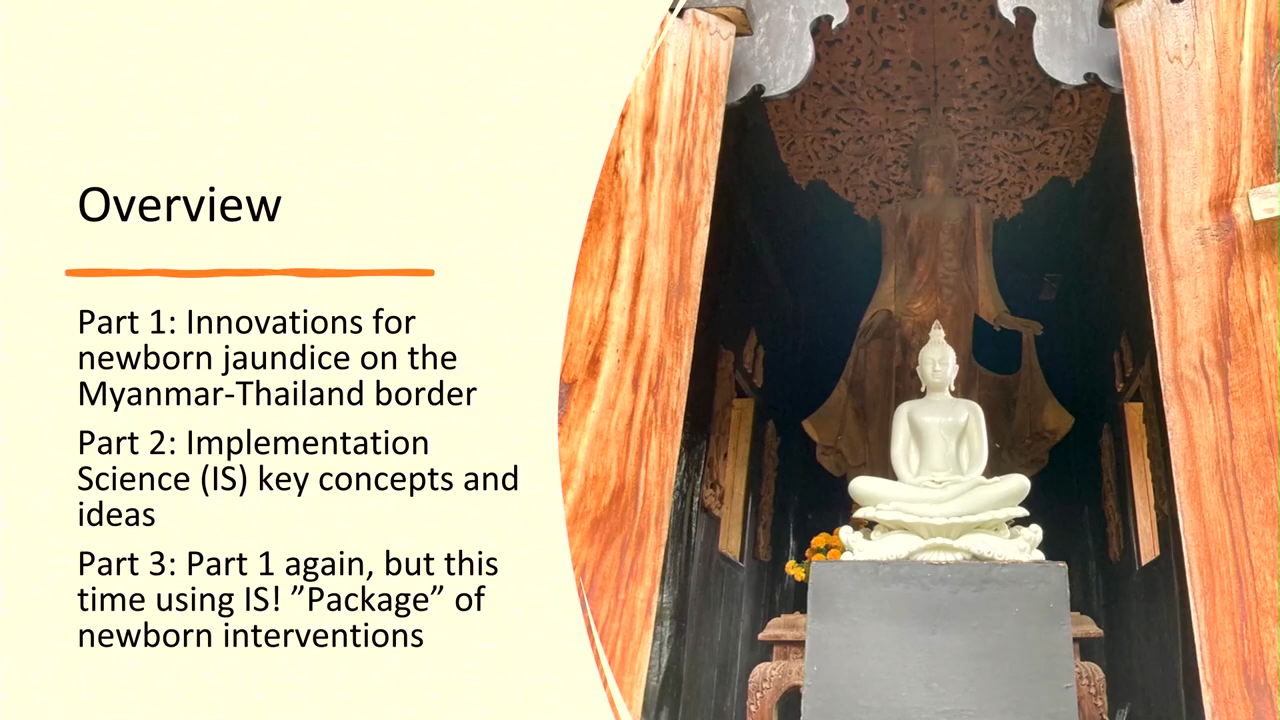 Overview
Part 1: Innovations for
newborn jaundice on the
Myanmar-Thailand border
Part 2: Implementation
Science (IS) key concepts and
ideas
Part 3: Part 1 again, but this
time using IS! ”Package” of
newborn interventions